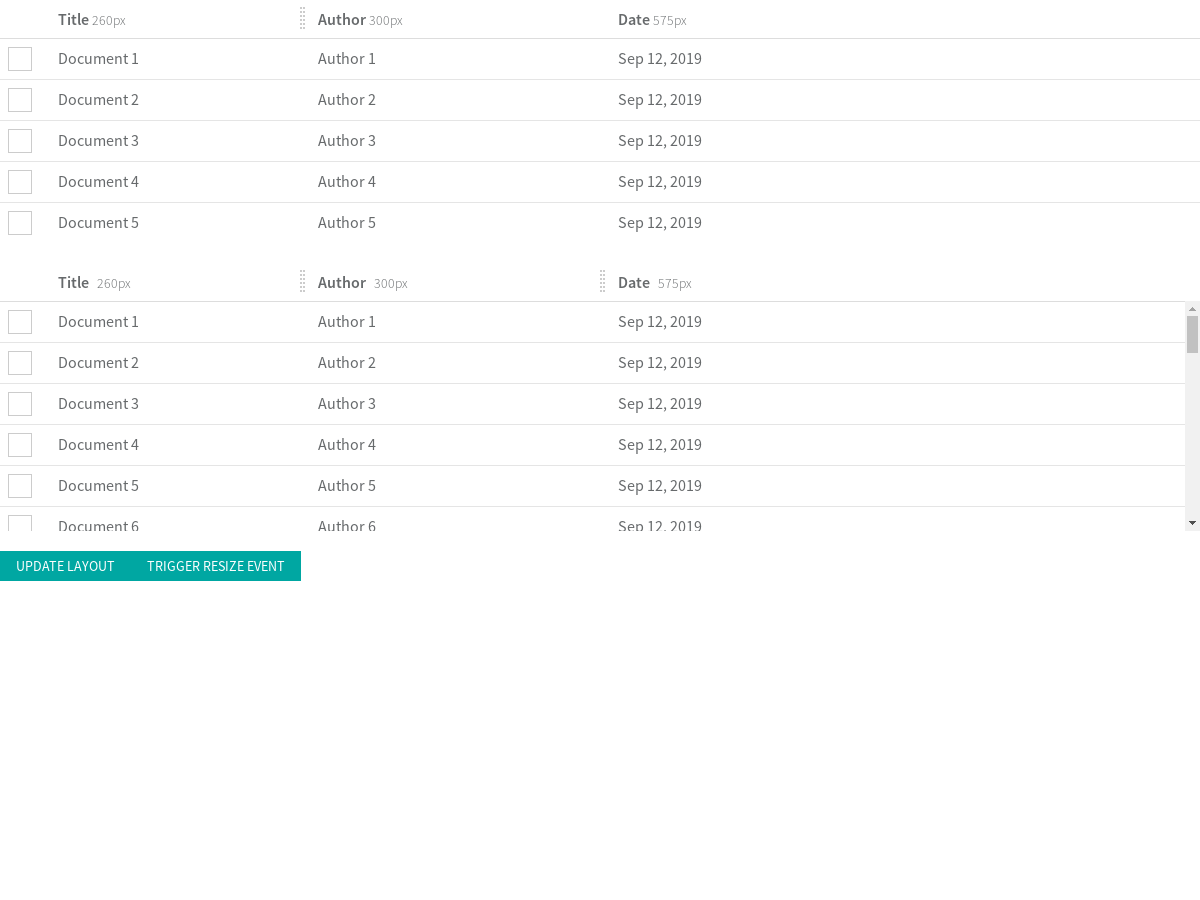 Title 260px Author 300px Date 575px
Document 1 Author 1 Sep 12, 2019
Document 2 Author 2 Sep 12, 2019
Document 3 Author 3 Sep 12, 2019
Document 4 Author 4 Sep 12, 2019
Document 5 Author 5 Sep 12, 2019
Title 260px Author 300px Date 575px
Document 1 Author 1 Sep 12, 2019
Document 2 Author 2 Sep 12, 2019
Document 3 Author 3 Sep 12, 2019
Document 4 Author 4 Sep 12, 2019
Document 5 Author 5 Sep 12, 2019
Document 6 Author 6 Sep 12, 2019
UPDATE LAYOUT TRIGGER RESIZE EVENT